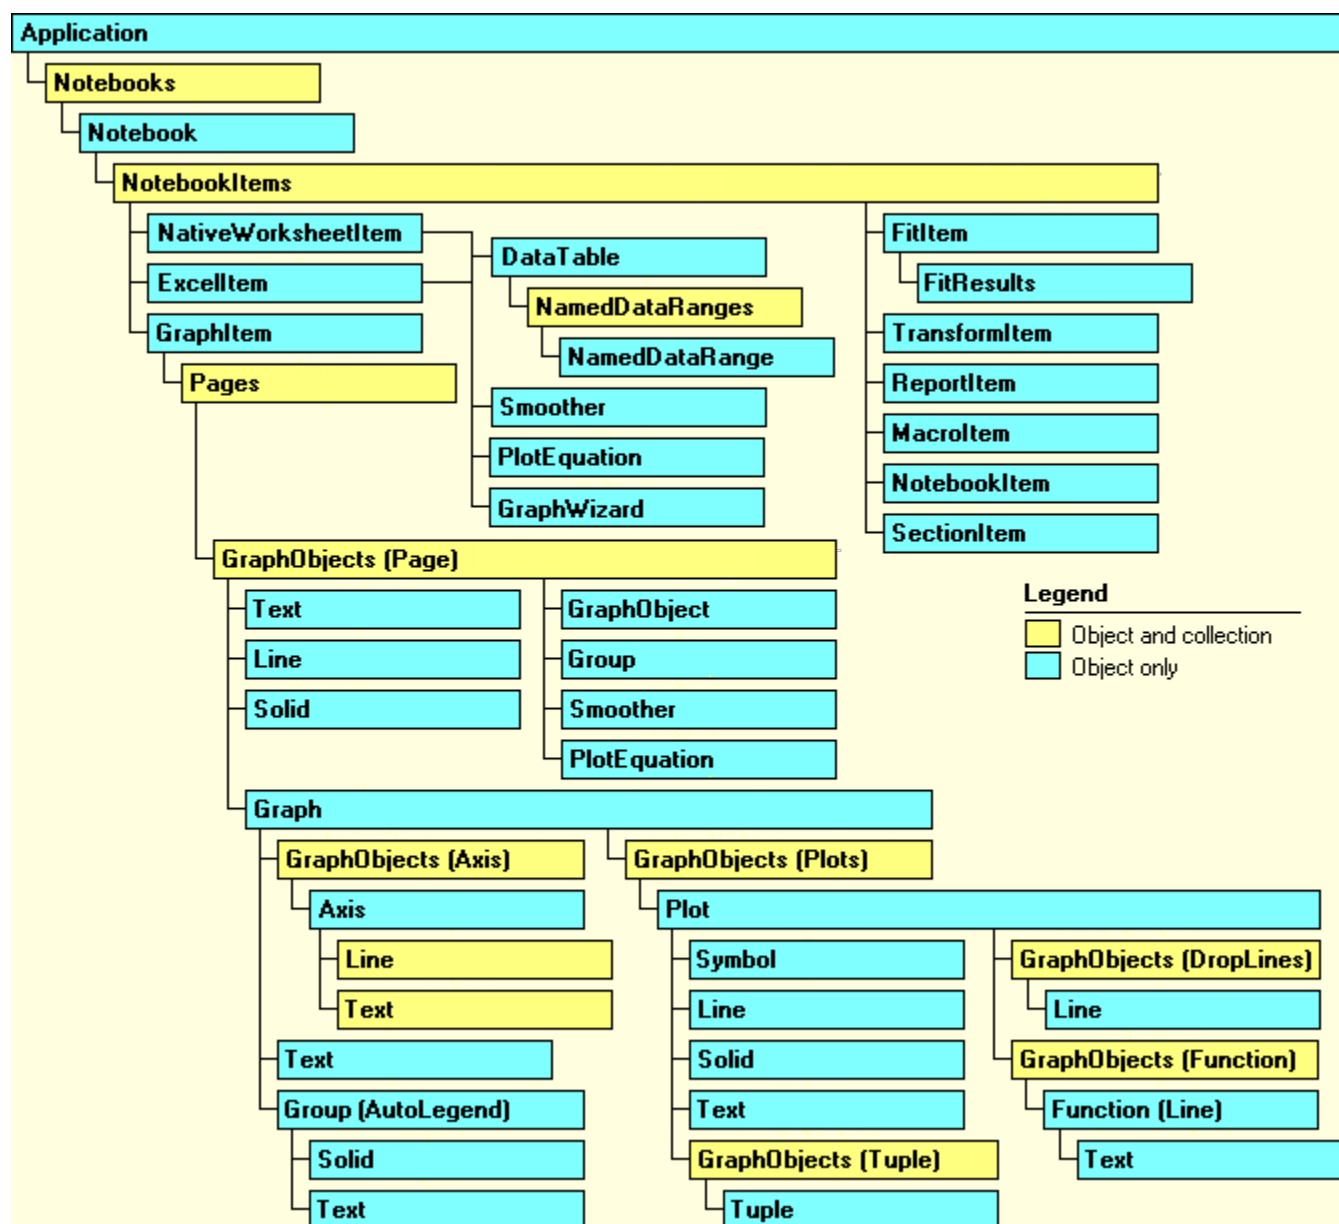 Application
Notebooks
Notebook
NotebookItems
NativeWorksheetItem
ExcelItem
GraphItem
Pages
DataTable
NamedDataRanges
NamedDataRange
Smoother
PlotEquation
GraphWizard
FitItem
FitResults
TransformItem
ReportItem
MacroItem
NotebookItem
SectionItem
GraphObjects (Page)
Text
Line
Solid
GraphObject
Group
Smoother
PlotEquation
Legend
Object and collection
Object only
Graph
GraphObjects (Axis)
Axis
Line
Text
Text
Group (AutoLegend)
Solid
Text
GraphObjects (Plots)
Plot
Symbol
Line
Solid
Text
GraphObjects (Tuple)
Tuple
GraphObjects (DropLines)
Line
GraphObjects (Function)
Function (Line)
Text